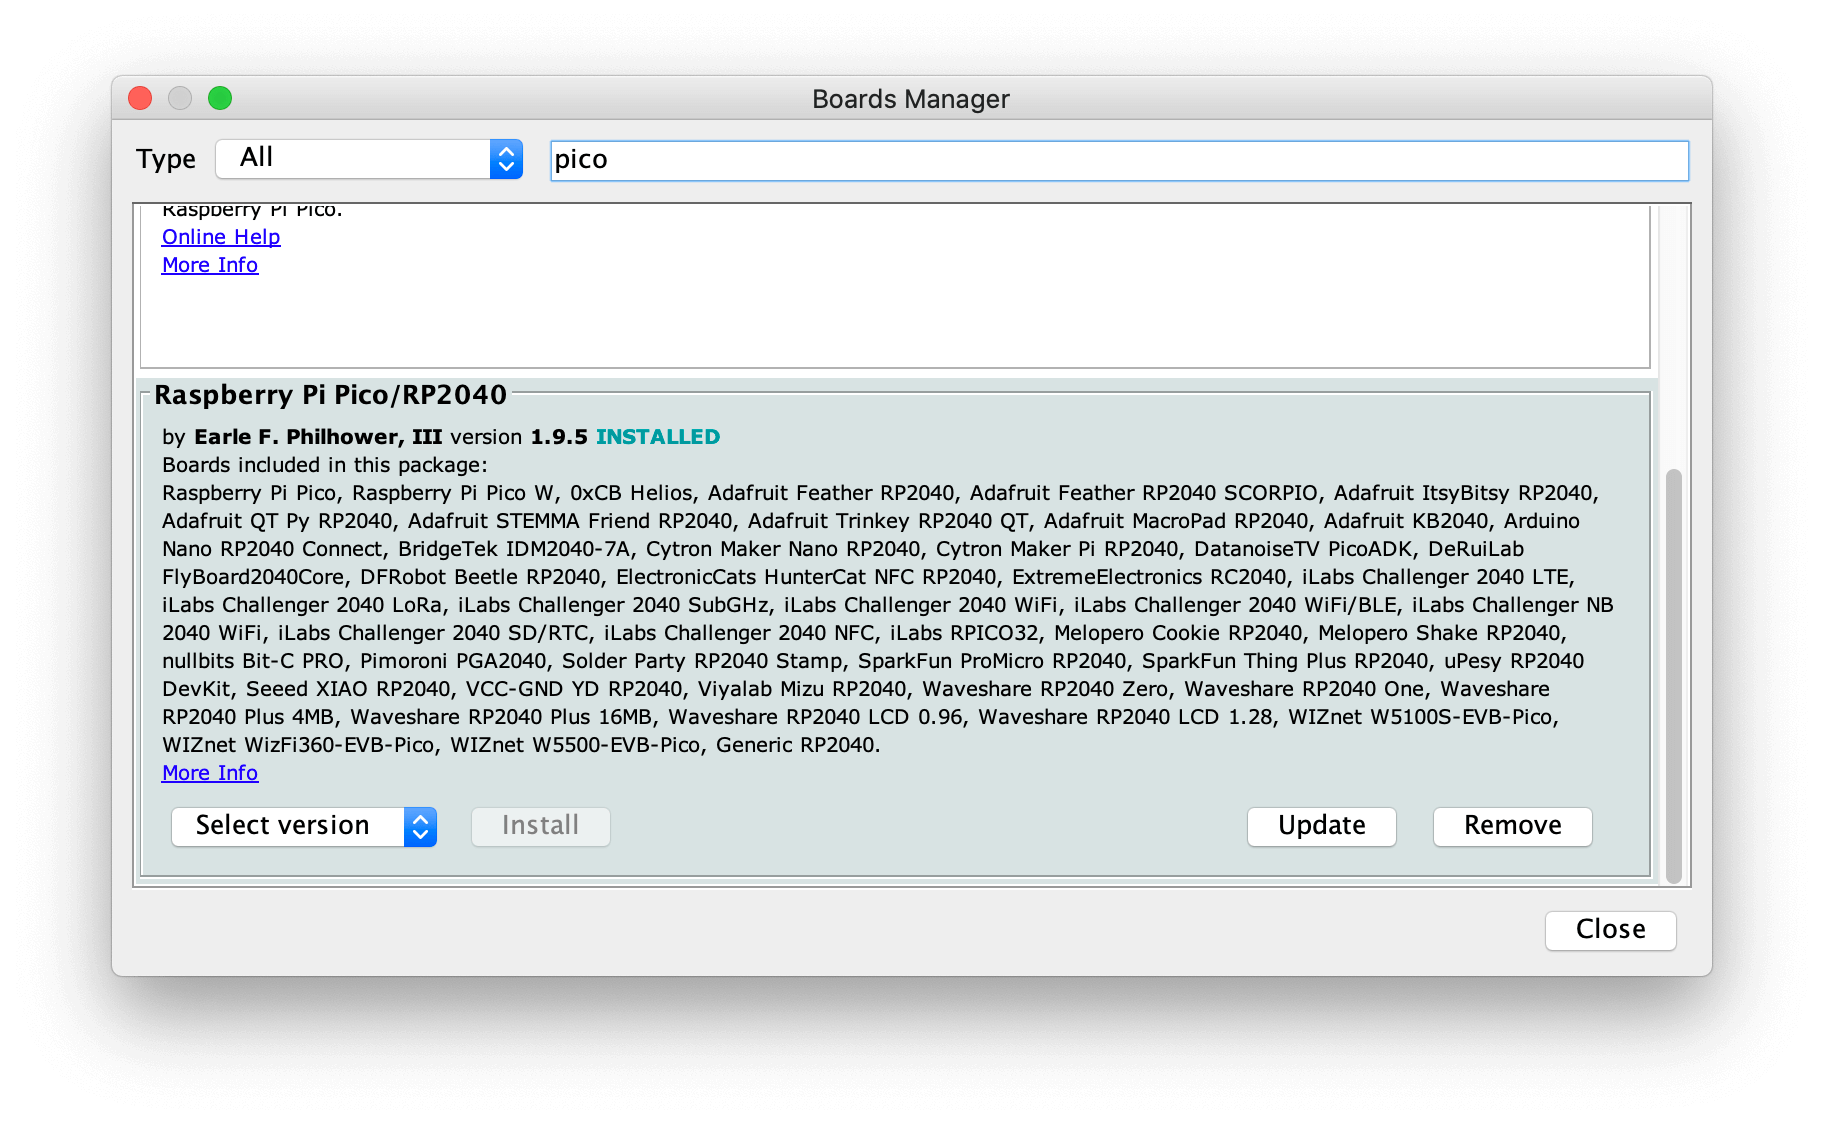 Boards Manager
Type All pico
Raspberry Pi Pico.
Online Help
More Info
Raspberry Pi Pico/RP2040
by Earle F. Philhower, III version 1.9.5 INSTALLED
Boards included in this package:
Raspberry Pi Pico, Raspberry Pi Pico W, 0xCB Helios, Adafruit Feather RP2040, Adafruit Feather RP2040 SCORPIO, Adafruit ItsyBitsy RP2040,
Adafruit QT Py RP2040, Adafruit STEMMA Friend RP2040, Adafruit Trinkey RP2040 QT, Adafruit MacroPad RP2040, Adafruit KB2040, Arduino
Nano RP2040 Connect, BridgeTek IDM2040-7A, Cytron Maker Nano RP2040, Cytron Maker Pi RP2040, DatanoiseTV PicoADK, DeRuiLab
FlyBoard2040Core, DFRobot Beetle RP2040, ElectronicCats HunterCat NFC RP2040, ExtremeElectronics RC2040, iLabs Challenger 2040 LTE,
iLabs Challenger 2040 LoRa, iLabs Challenger 2040 SubGHz, iLabs Challenger 2040 WiFi, iLabs Challenger 2040 WiFi/BLE, iLabs Challenger NB
2040 WiFi, iLabs Challenger 2040 SD/RTC, iLabs Challenger 2040 NFC, iLabs RPICO32, Melopero Cookie RP2040, Melopero Shake RP2040,
nullbits Bit-C PRO, Pimoroni PGA2040, Solder Party RP2040 Stamp, SparkFun ProMicro RP2040, SparkFun Thing Plus RP2040, uPesy RP2040
DevKit, Seeed XIAO RP2040, VCC-GND YD RP2040, Viyalab Mizu RP2040, Waveshare RP2040 Zero, Waveshare RP2040 One, Waveshare
RP2040 Plus 4MB, Waveshare RP2040 Plus 16MB, Waveshare RP2040 LCD 0.96, Waveshare RP2040 LCD 1.28, WIZnet W5100S-EVB-Pico,
WIZnet WizFi360-EVB-Pico, WIZnet W5500-EVB-Pico, Generic RP2040.
More Info
Select version Install Update Remove
Close